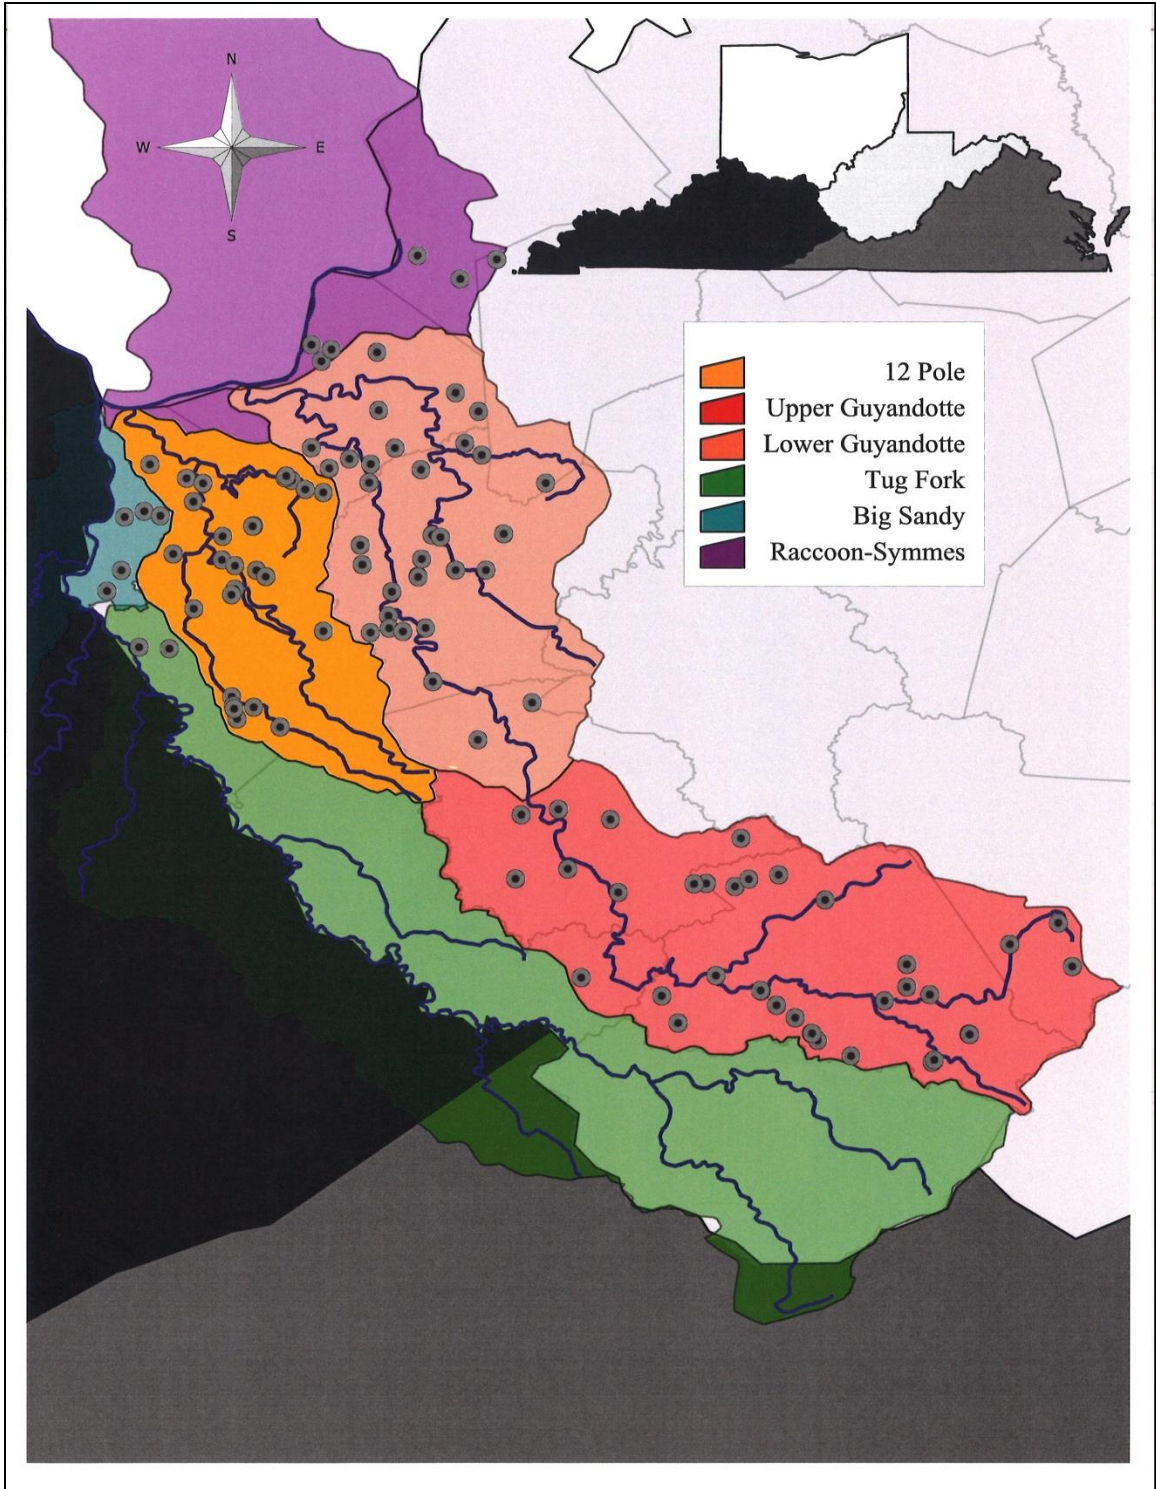 N
W
E
S
12 Pole
Upper Guyandotte
Lower Guyandotte
Tug Fork
Big Sandy
Raccoon-Symmes